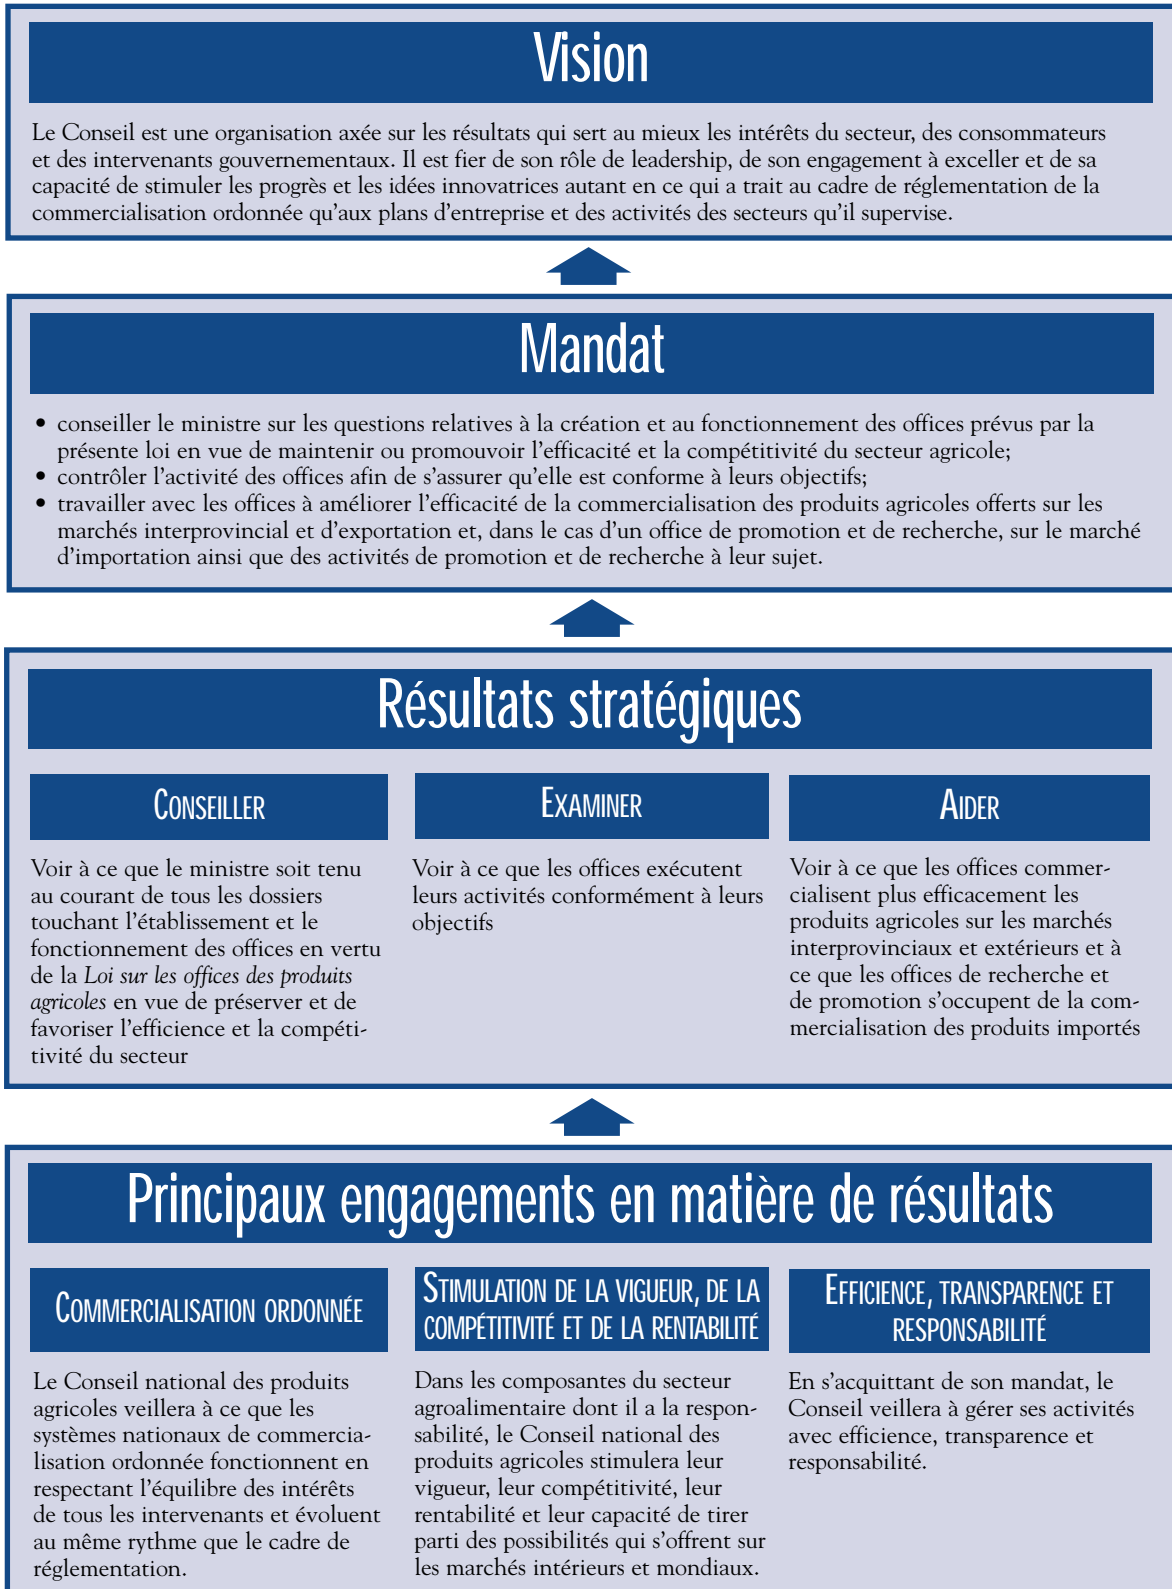 Vision
Le Conseil est une organisation axée sur les résultats qui sert au mieux les intérêts du secteur, des consommateurs
et des intervenants gouvernementaux. Il est fier de son rôle de leadership, de son engagement à exceller et de sa
capacité de stimuler les progrès et les idées innovatrices autant en ce qui a trait au cadre de réglementation de la
commercialisation ordonnée qu'aux plans d'entreprise et des activités des secteurs qu'il supervise.
Mandat
• conseiller le ministre sur les questions relatives à la création et au fonctionnement des offices prévus par la
présente loi en vue de maintenir ou promouvoir l'efficacité et la compétitivité du secteur agricole;
• contrôler l'activité des offices afin de s'assurer qu'elle est conforme à leurs objectifs;
• travailler avec les offices à améliorer l'efficacité de la commercialisation des produits agricoles offerts sur les
marchés interprovincial et d'exportation et, dans le cas d'un office de promotion et de recherche, sur le marché
d'importation ainsi que des activités de promotion et de recherche à leur sujet.
Résultats stratégiques
CONSEILLER
Voir à ce que le ministre soit tenu
au courant de tous les dossiers
touchant l'établissement et le
fonctionnement des offices en vertu
de la Loi sur les offices des produits
agricoles en vue de préserver et de
favoriser l'efficience et la compéti-
tivité du secteur
EXAMINER
Voir à ce que les offices exécutent
leurs activités conformément à leurs
objectifs
AIDER
Voir à ce que les offices commer-
cialisent plus efficacement les
produits agricoles sur les marchés
interprovinciaux et extérieurs et à
ce que les offices de recherche et
de promotion s'occupent de la com-
mercialisation des produits importés
Principaux engagements en matière de résultats
COMMERCIALISATION ORDONNÉE
Le Conseil national des produits
agricoles veillera à ce que les
systèmes nationaux de commercia-
lisation ordonnée fonctionnent en
respectant l'équilibre des intérêts
de tous les intervenants et évoluent
au même rythme que le cadre de
réglementation.
STIMULATION DE LA VIGUEUR, DE LA
COMPÉTITIVITÉ ET DE LA RENTABILITÉ
Dans les composantes du secteur
agroalimentaire dont il a la respon-
sabilité, le Conseil national des
produits agricoles stimulera leur
vigueur, leur compétitivité, leur
rentabilité et leur capacité de tirer
parti des possibilités qui s'offrent sur
les marchés intérieurs et mondiaux.
EFFICIENCE, TRANSPARENCE ET
RESPONSABILITÉ
En s'acquittant de son mandat, le
Conseil veillera à gérer ses activités
avec efficience, transparence et
responsabilité.